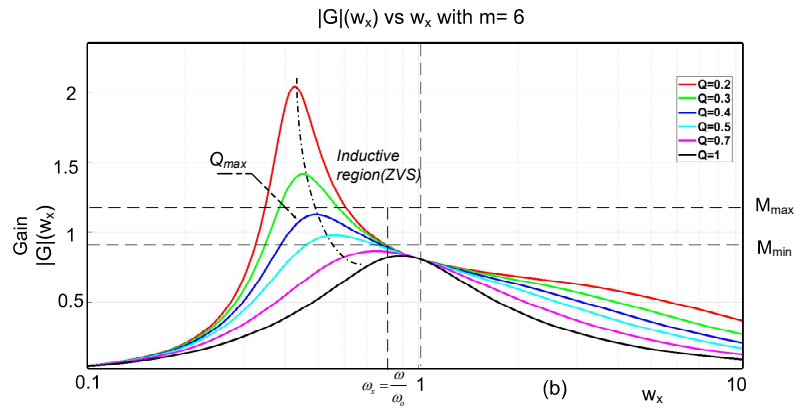 |G|(wₓ) vs wₓ with m= 6
2
1.5
1
0.5
Gain
|G|(wₓ)
Q=0.2
Q=0.3
Q=0.4
Q=0.5
Q=0.7
Q=1
Qmax
Inductive
region(ZVS)
Mmax
Mmin
0.1
ωₓ = ω/ωₒ
1
(b)
wₓ
10